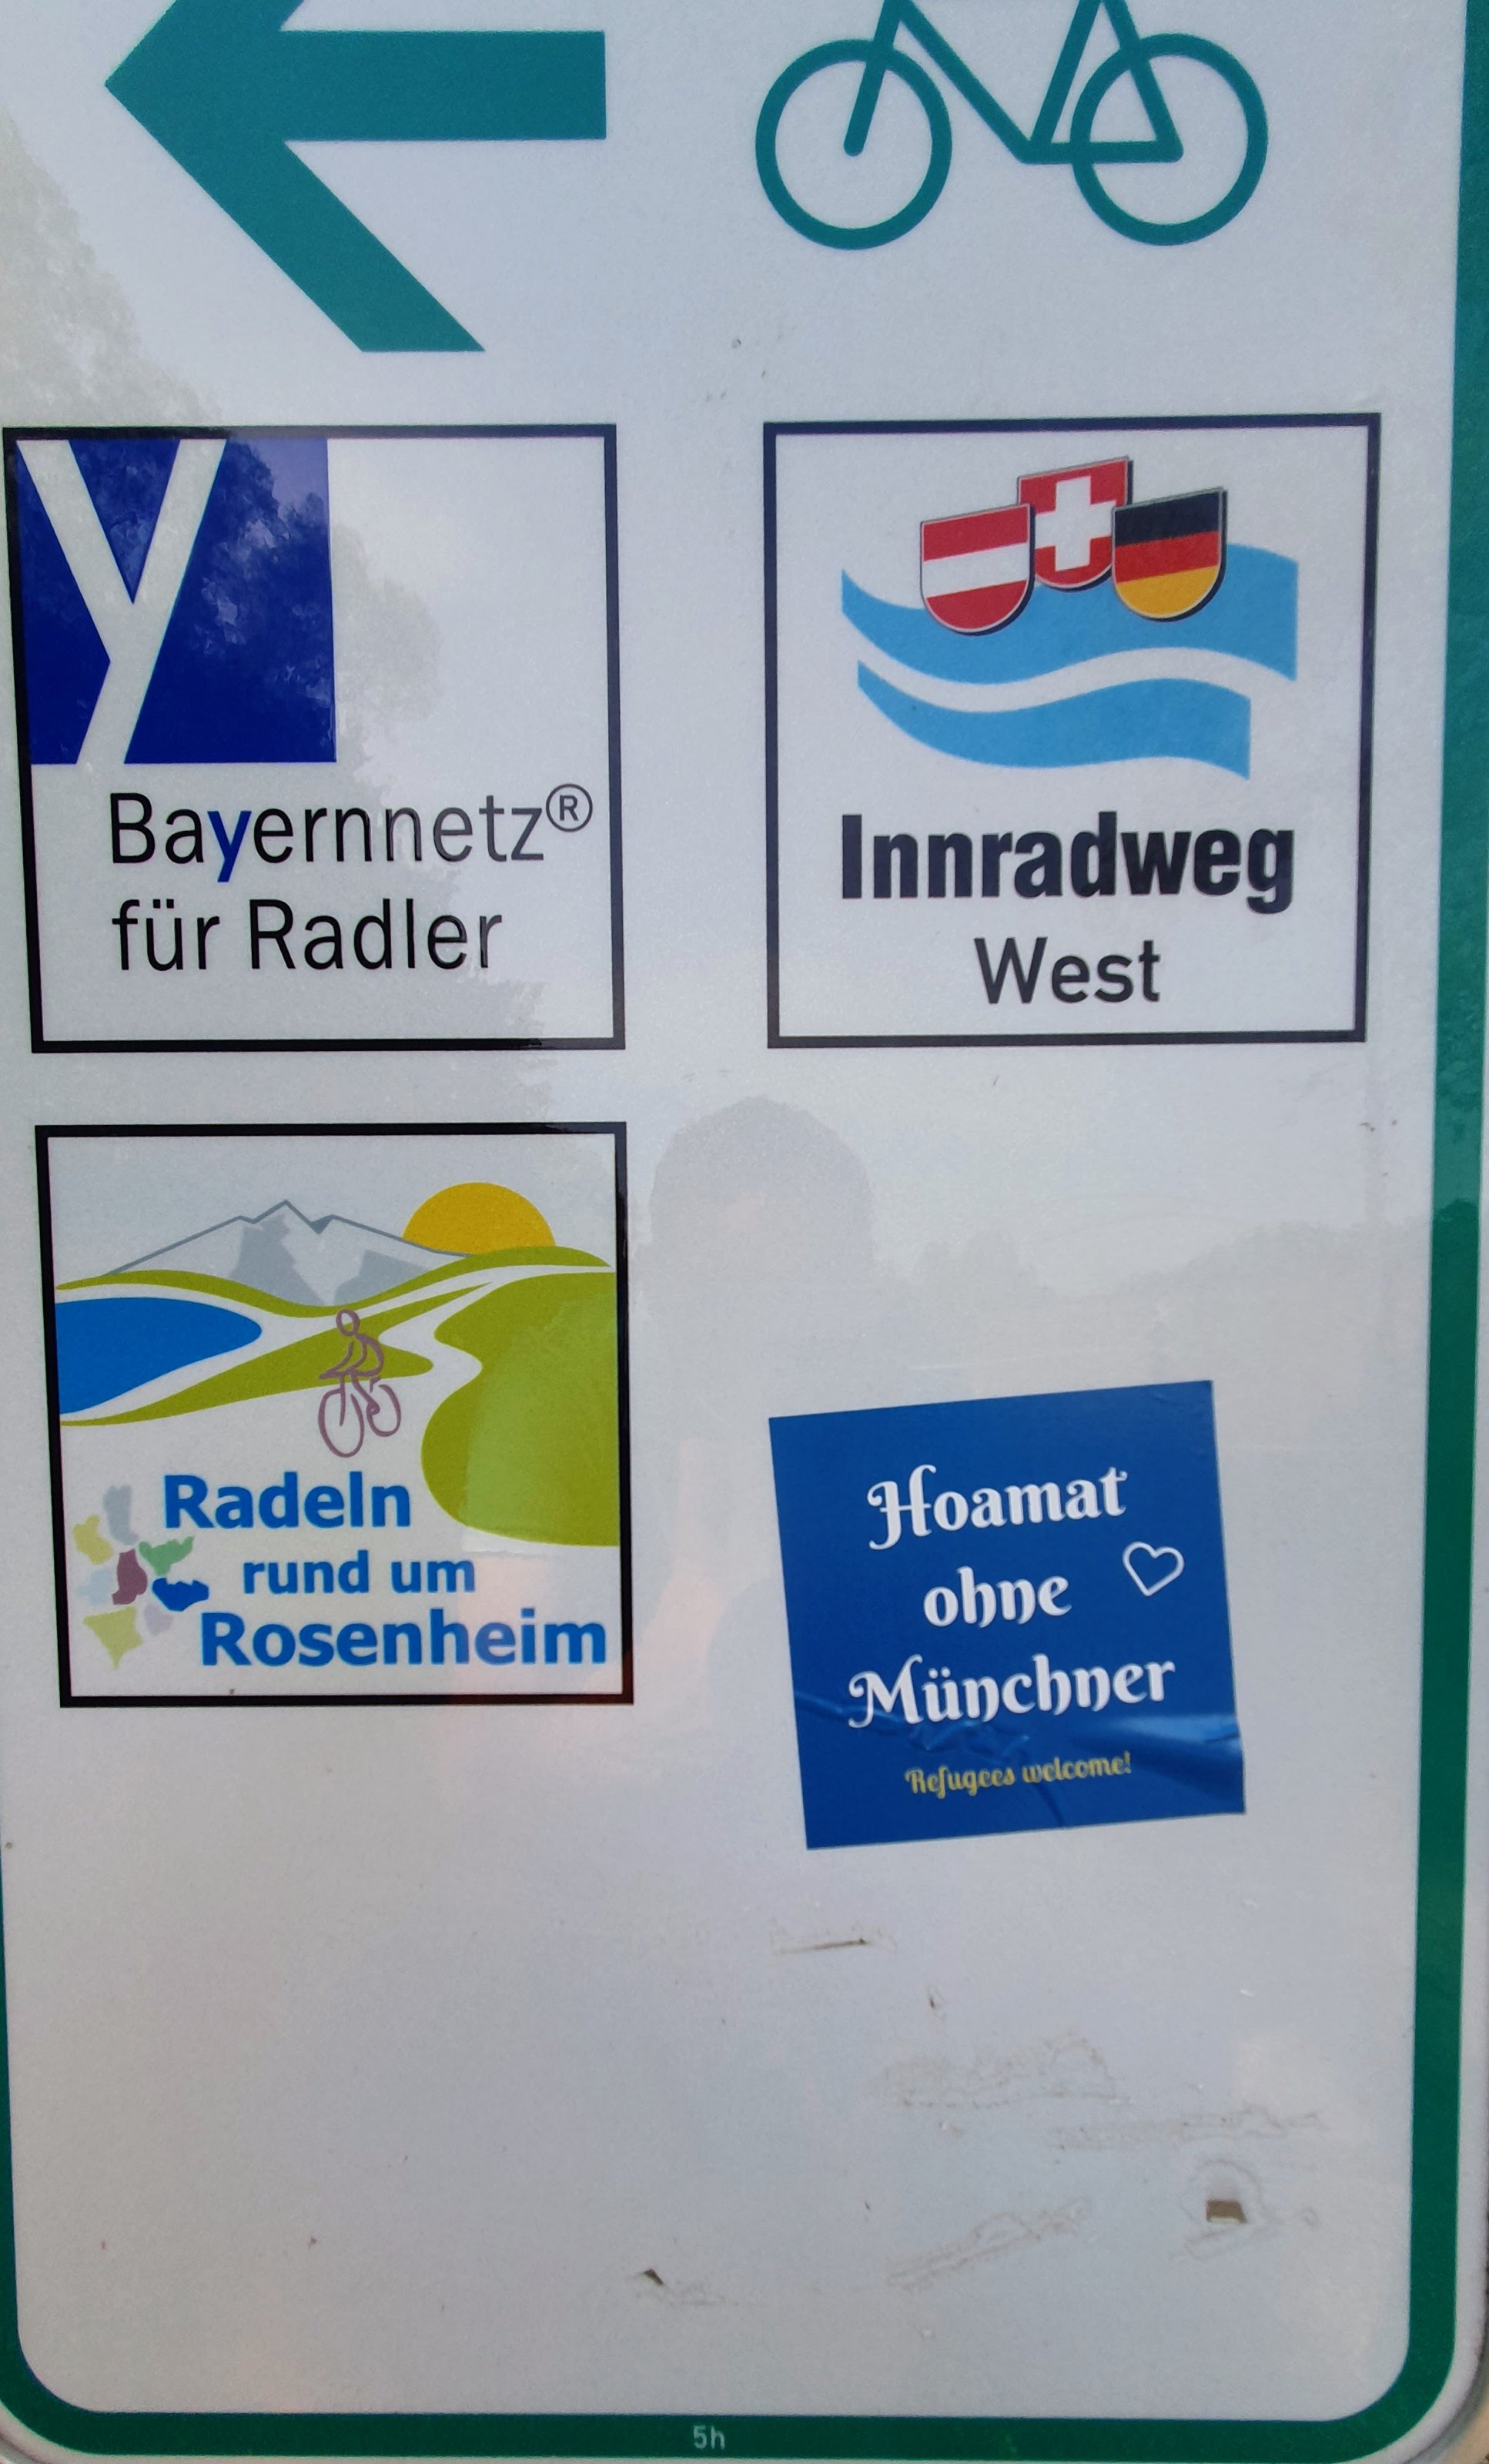 y
Bayernnetz®
für Radler
Innradweg
West
Radeln
rund um
Rosenheim
Hoamat
ohne
Münchner
Refugees welcome!
5h